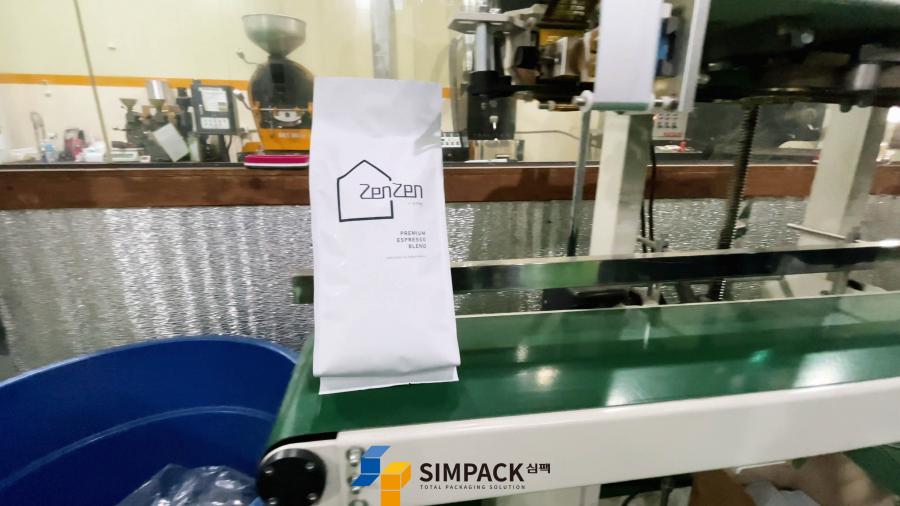 ZenZen
PREMIUM
ESPRESSO
BLEND
SIMPACK 심팩
TOTAL PACKAGING SOLUTION